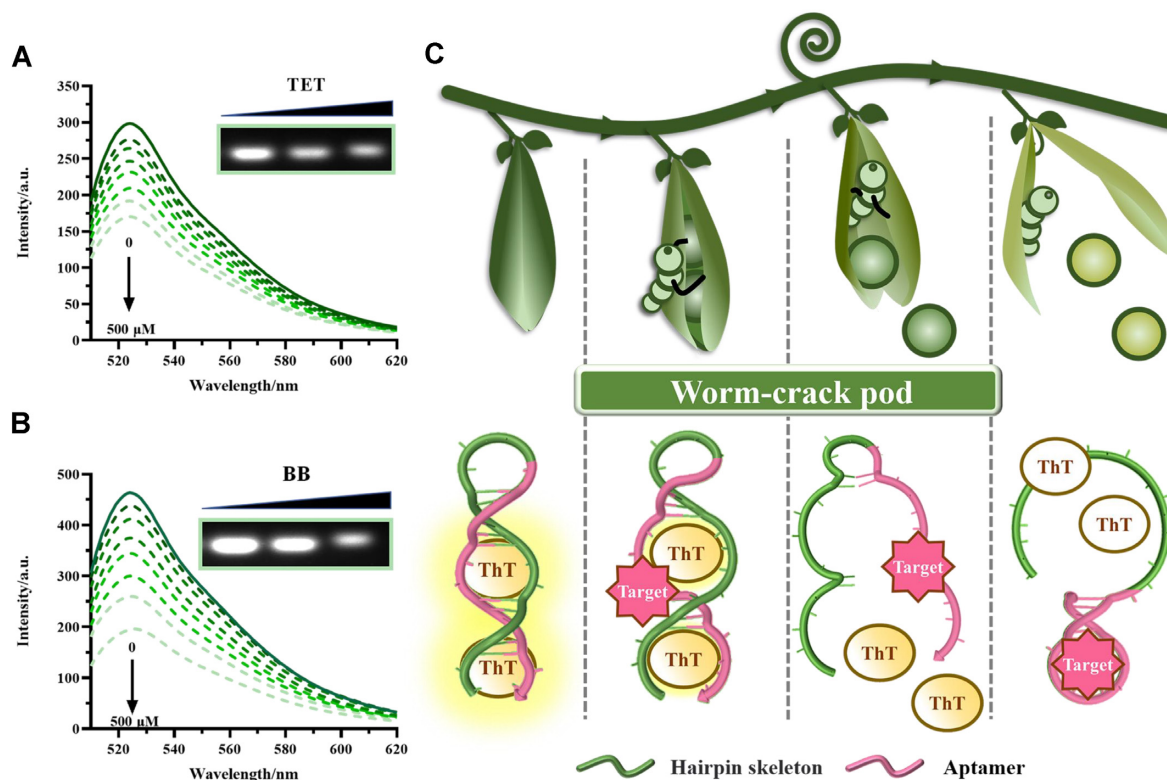 A
TET
350
300
250
200
150
100
50
0
Intensity/a.u.
0
500 μM
520 540 560 580 600 620
Wavelength/nm
B
BB
500
400
300
200
100
0
Intensity/a.u.
0
500 μM
520 540 560 580 600 620
Wavelength/nm
C
Worm-crack pod
ThT
ThT
ThT
Target
ThT
Target
ThT
ThT
ThT
ThT
Target
Hairpin skeleton
Aptamer